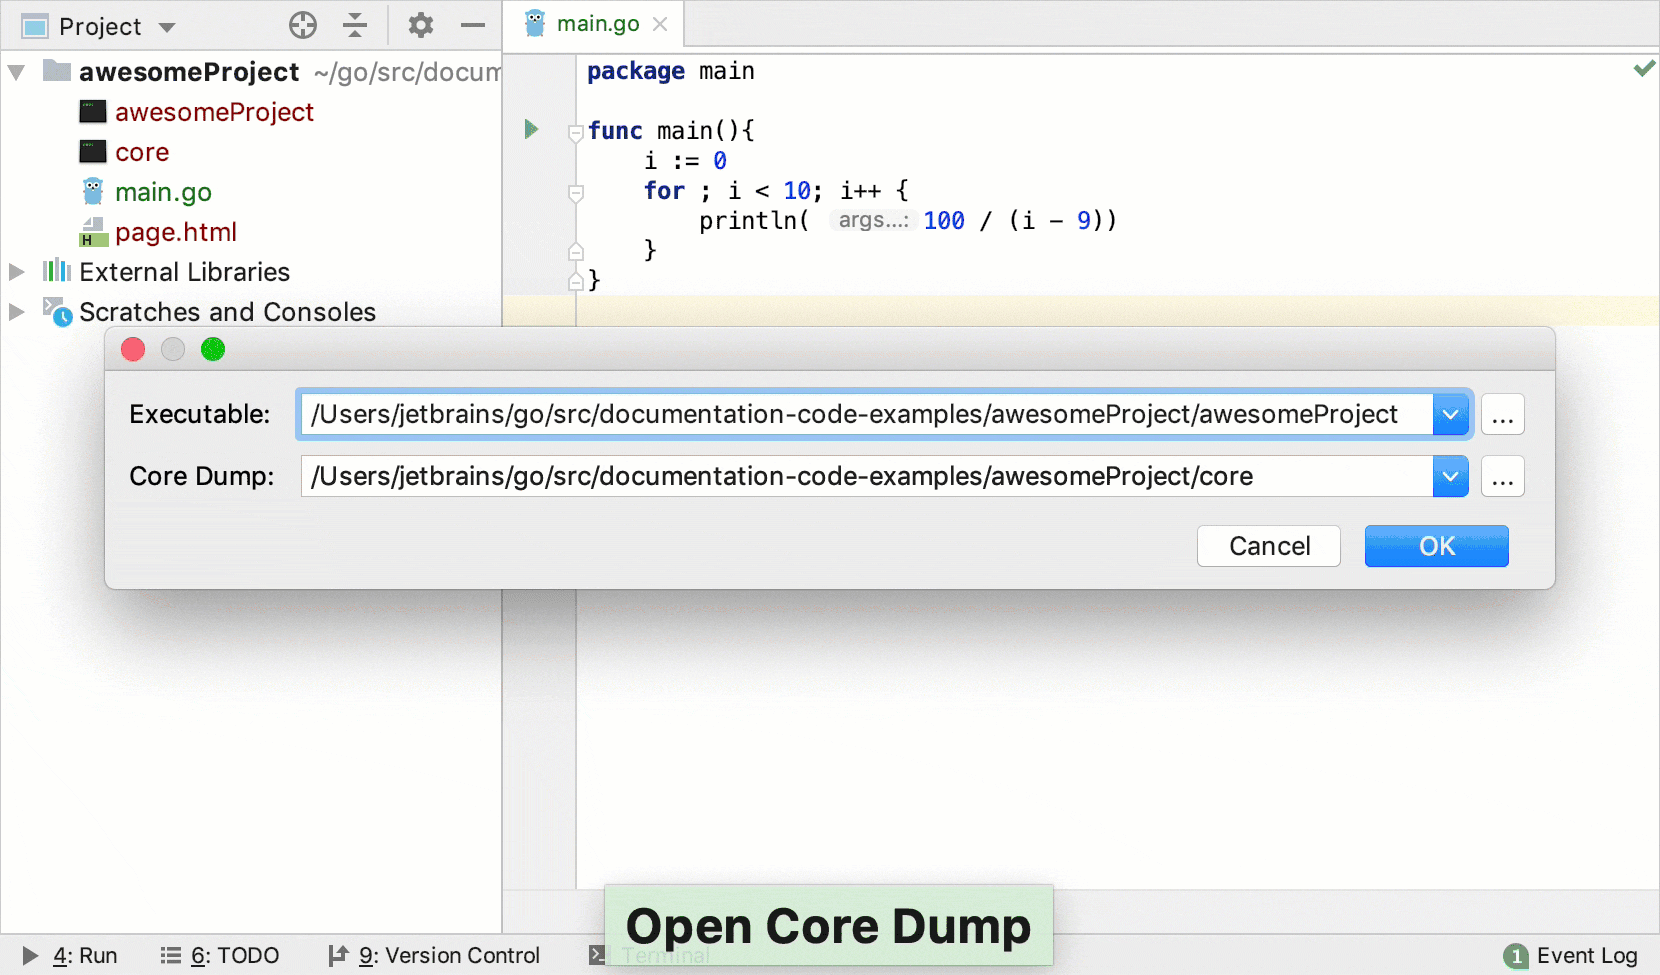 Project
main.go
awesomeProject ~/go/src/docum
awesomeProject
core
main.go
page.html
External Libraries
Scratches and Consoles
package main
func main(){
i := 0
for ; i < 10; i++ {
println( args...: 100 / (i - 9))
}
}
Executable: /Users/jetbrains/go/src/documentation-code-examples/awesomeProject/awesomeProject ...
Core Dump: /Users/jetbrains/go/src/documentation-code-examples/awesomeProject/core ...
Cancel OK
Open Core Dump
4: Run 6: TODO 9: Version Control Terminal 1 Event Log